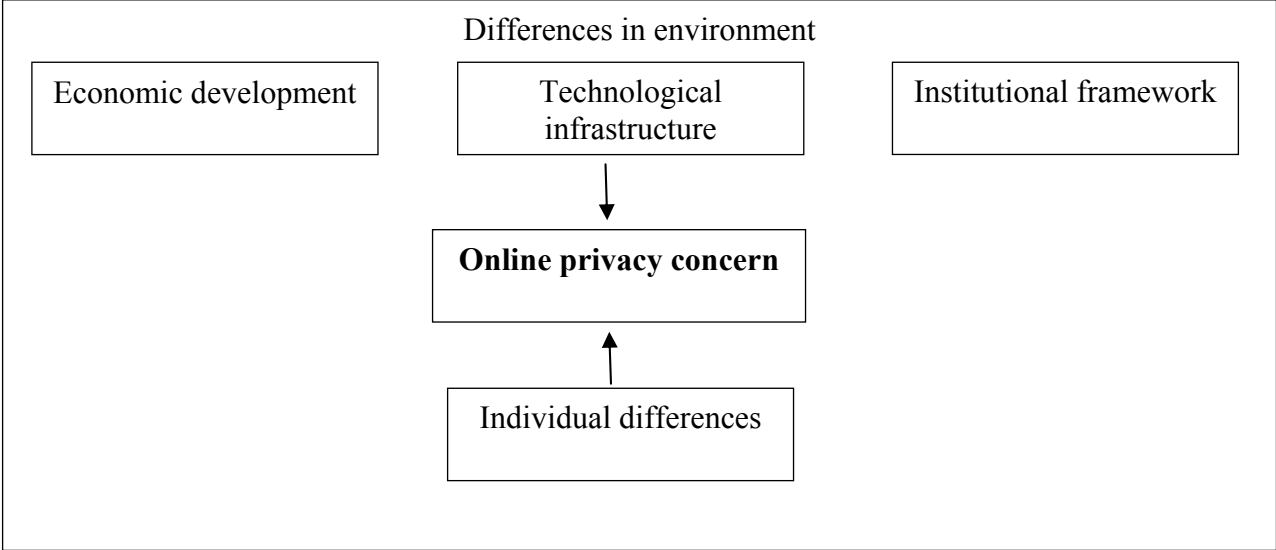 Differences in environment
Economic development
Technological
infrastructure
Institutional framework
Online privacy concern
Individual differences